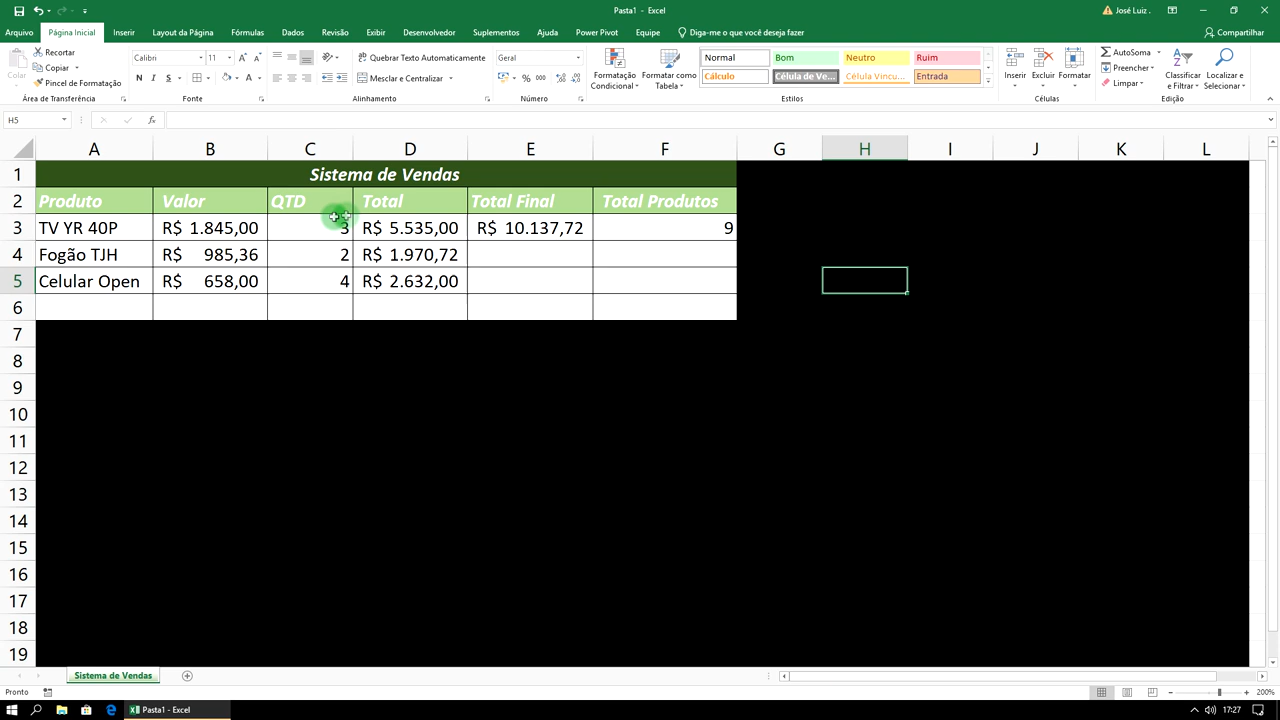 Pasta1 - Excel
José Luiz .
Arquivo Página Inicial Inserir Layout da Página Fórmulas Dados Revisão Exibir Desenvolvedor Suplementos Ajuda Power Pivot Equipe Diga-me o que você deseja fazer Compartilhar
Colar
Recortar
Copiar
Pincel de Formatação
Área de Transferência
Calibri 11
N I S
Fonte
Quebrar Texto Automaticamente
Mesclar e Centralizar
Alinhamento
Geral
% 000
Número
Formatação Condicional
Formatar como Tabela
Normal Bom Neutro Ruim
Cálculo Célula de Ve... Célula Vincu... Entrada
Estilos
Inserir Excluir Formatar
Células
AutoSoma
Preencher
Limpar
Classificar e Filtrar
Localizar e Selecionar
Edição
H5
fx
A B C D E F G H I J K L
1 Sistema de Vendas
2 Produto Valor QTD Total Total Final Total Produtos
3 TV YR 40P R$ 1.845,00 3 R$ 5.535,00 R$ 10.137,72 9
4 Fogão TJH R$ 985,36 2 R$ 1.970,72
5 Celular Open R$ 658,00 4 R$ 2.632,00
6
7
8
9
10
11
12
13
14
15
16
17
18
19
Sistema de Vendas
Pronto
200%
Pasta1 - Excel
17:27